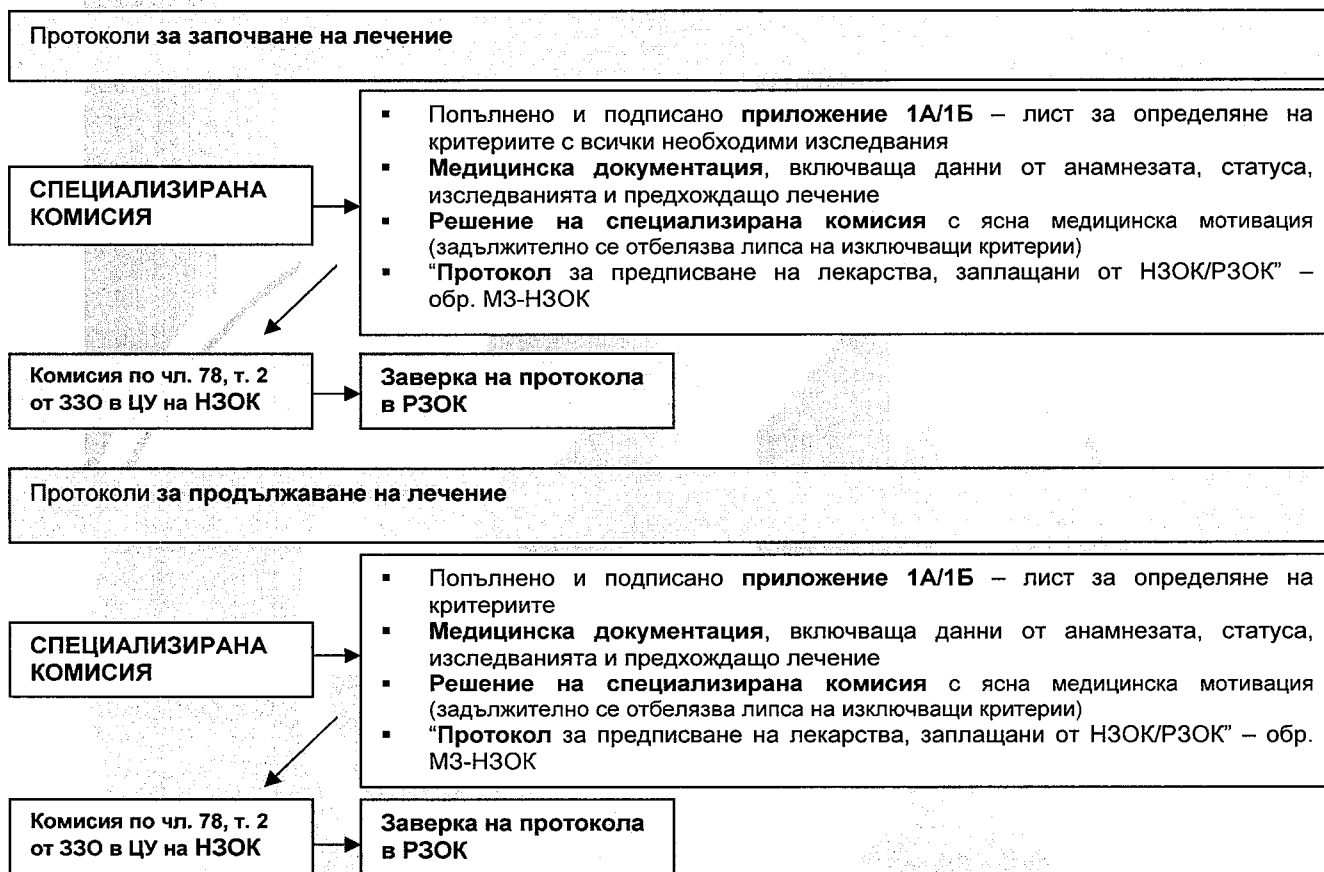 Протоколи за започване на лечение
СПЕЦИАЛИЗИРАНА
КОМИСИЯ
▪ Попълнено и подписано приложение 1А/1Б – лист за определяне на
критериите с всички необходими изследвания
▪ Медицинска документация, включваща данни от анамнезата, статуса,
изследванията и предхождащо лечение
▪ Решение на специализирана комисия с ясна медицинска мотивация
(задължително се отбелязва липса на изключващи критерии)
▪ “Протокол за предписване на лекарства, заплащани от НЗОК/РЗОК” –
обр. МЗ-НЗОК
Комисия по чл. 78, т. 2
от ЗЗО в ЦУ на НЗОК
Заверка на протокола
в РЗОК
Протоколи за продължаване на лечение
СПЕЦИАЛИЗИРАНА
КОМИСИЯ
▪ Попълнено и подписано приложение 1А/1Б – лист за определяне на
критериите
▪ Медицинска документация, включваща данни от анамнезата, статуса,
изследванията и предхождащо лечение
▪ Решение на специализирана комисия с ясна медицинска мотивация
(задължително се отбелязва липса на изключващи критерии)
▪ “Протокол за предписване на лекарства, заплащани от НЗОК/РЗОК” – обр.
МЗ-НЗОК
Комисия по чл. 78, т. 2
от ЗЗО в ЦУ на НЗОК
Заверка на протокола
в РЗОК